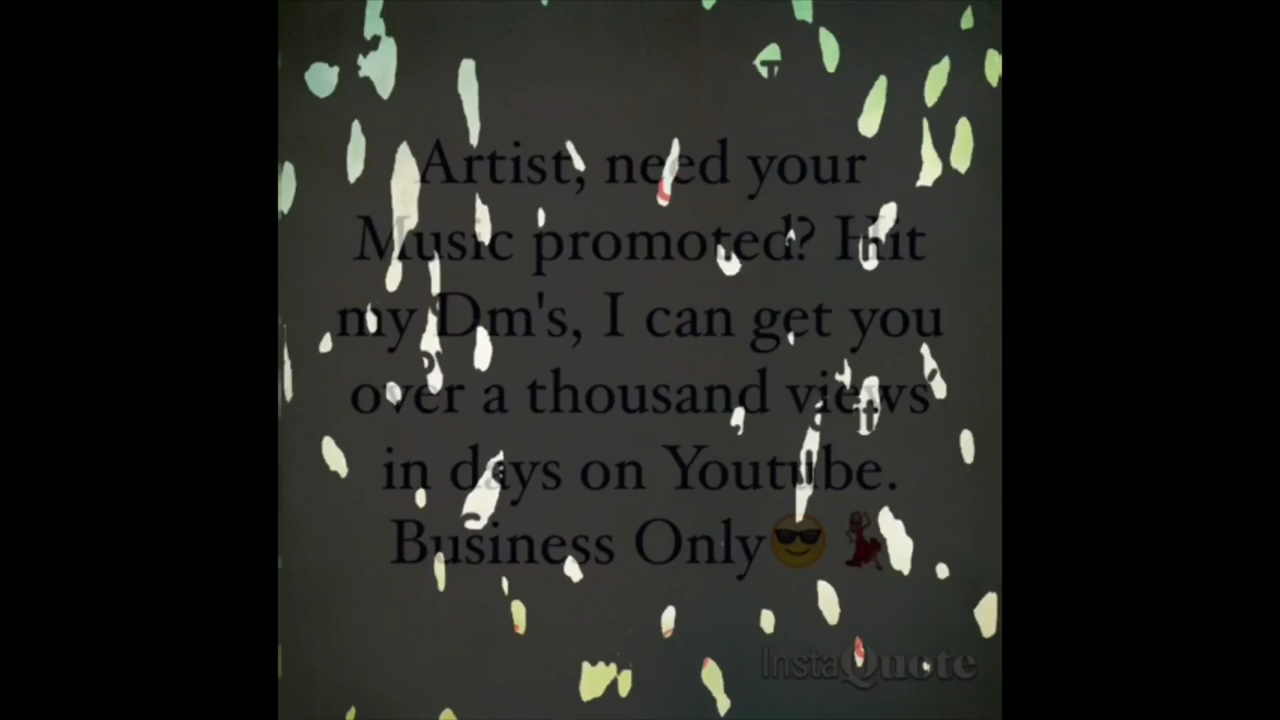 Artist, need your
Music promoted? Hit
my Dm's, I can get you
over a thousand views
in days on Youtube.
Business Only😎💃
InstaQuote